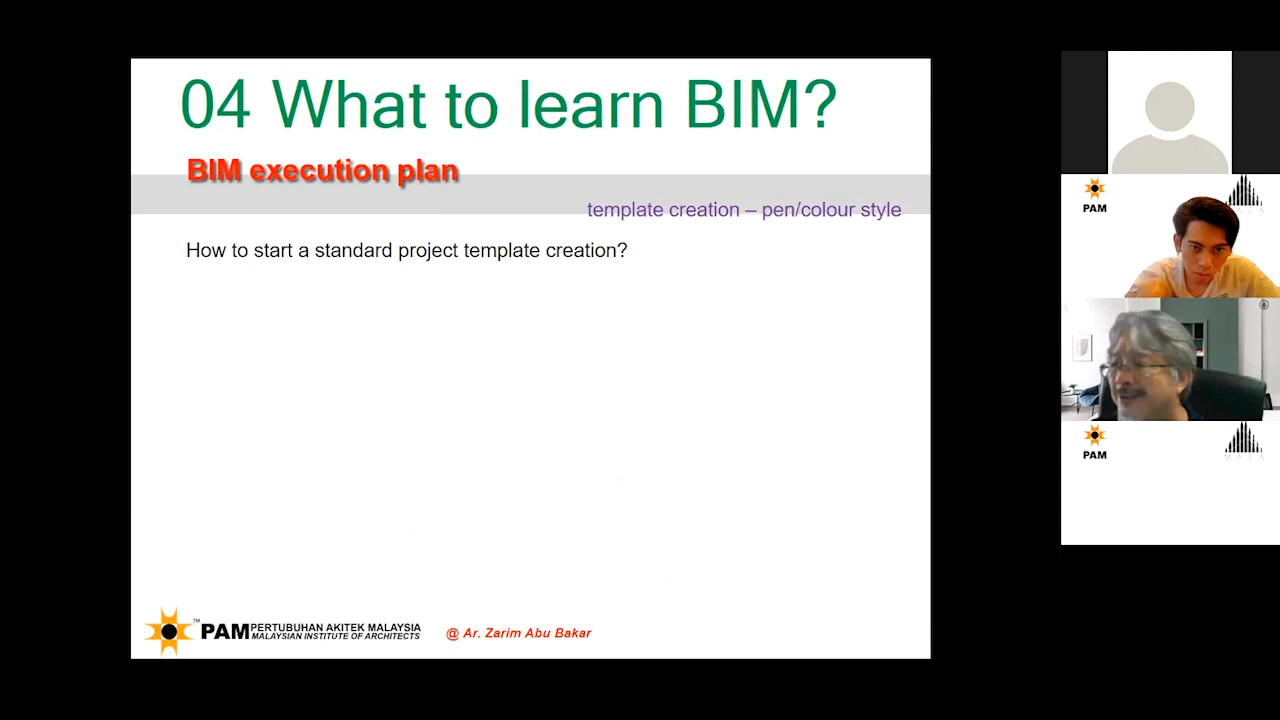 04 What to learn BIM?
BIM execution plan
template creation – pen/colour style
How to start a standard project template creation?
PAM
PAM
™
PAM PERTUBUHAN AKITEK MALAYSIA
MALAYSIAN INSTITUTE OF ARCHITECTS
@ Ar. Zarim Abu Bakar